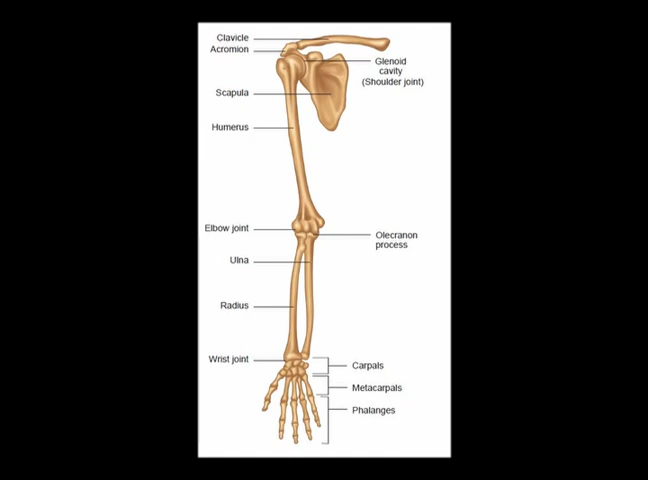 Clavicle
Acromion
Glenoid
cavity
(Shoulder joint)
Scapula
Humerus
Elbow joint
Olecranon
process
Ulna
Radius
Wrist joint
Carpals
Metacarpals
Phalanges